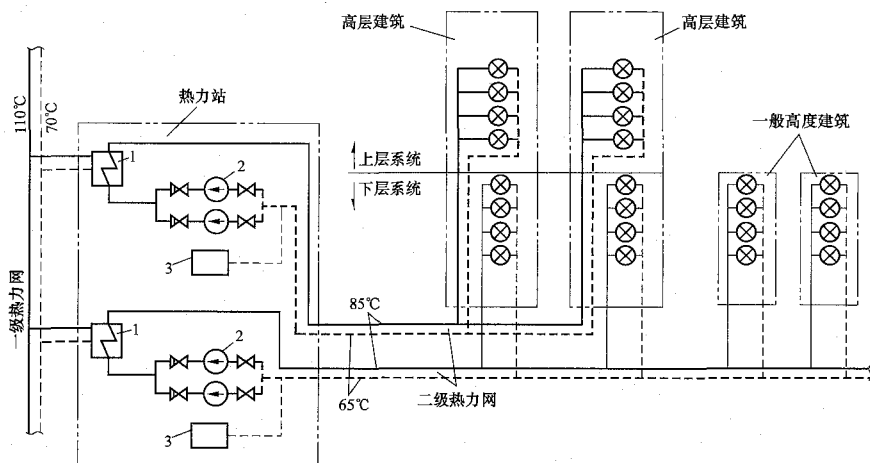 高层建筑
高层建筑
热力站
110℃
70℃
一般高度建筑
1
2
上层系统
下层系统
3
一级热力网
85℃
1
2
65℃
二级热力网
3